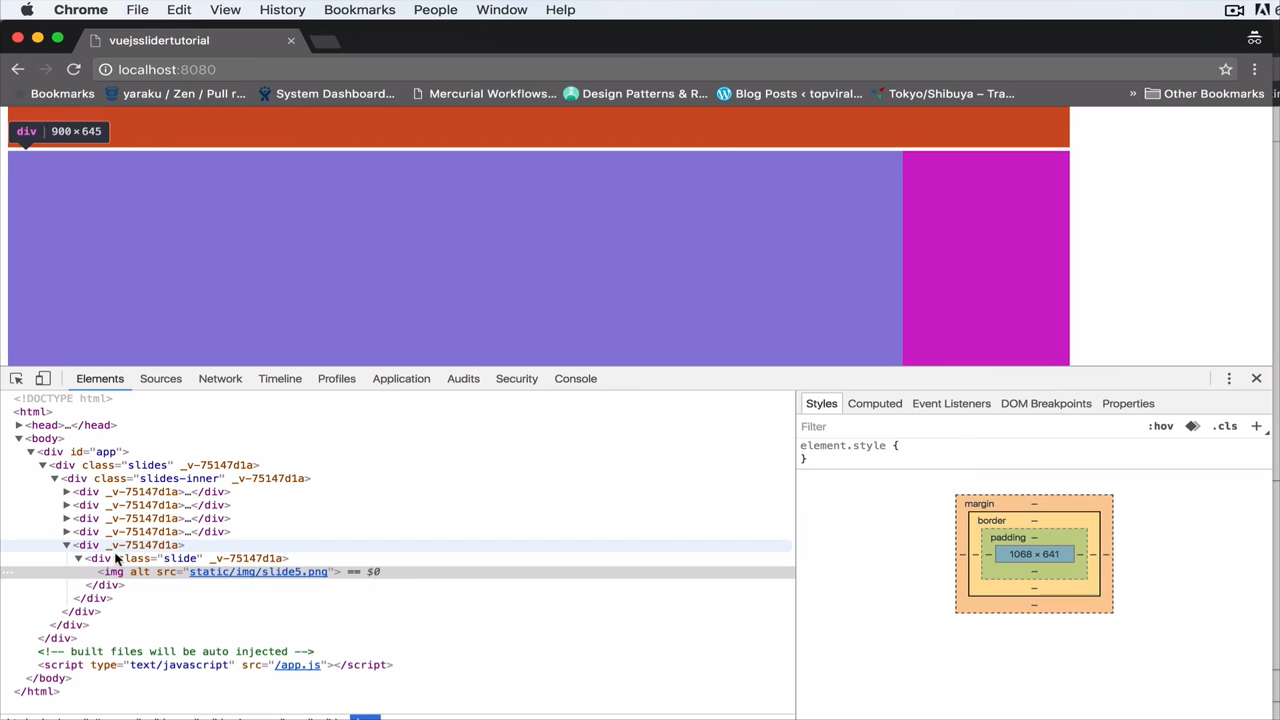 Chrome File Edit View History Bookmarks People Window Help
vuejsslidertutorial
localhost:8080
Bookmarks yaraku / Zen / Pull r... System Dashboard... Mercurial Workflows... Design Patterns & R... Blog Posts ‹ topviral... Tokyo/Shibuya – Tra... » Other Bookmarks
div | 900 × 645
Elements Sources Network Timeline Profiles Application Audits Security Console
<!DOCTYPE html>
<html>
<head>…</head>
<body>
<div id="app">
<div class="slides" _v-75147d1a>
<div class="slides-inner" _v-75147d1a>
<div _v-75147d1a>…</div>
<div _v-75147d1a>…</div>
<div _v-75147d1a>…</div>
<div _v-75147d1a>…</div>
<div _v-75147d1a>
<div class="slide" _v-75147d1a>
<img alt src="static/img/slide5.png"> == $0
</div>
</div>
</div>
</div>
</div>
<!-- built files will be auto injected -->
<script type="text/javascript" src="/app.js"></script>
</body>
</html>
Styles Computed Event Listeners DOM Breakpoints Properties
Filter :hov .cls +
element.style {
}
margin –
border –
padding –
– – – 1068 × 641 – – –
–
–
–